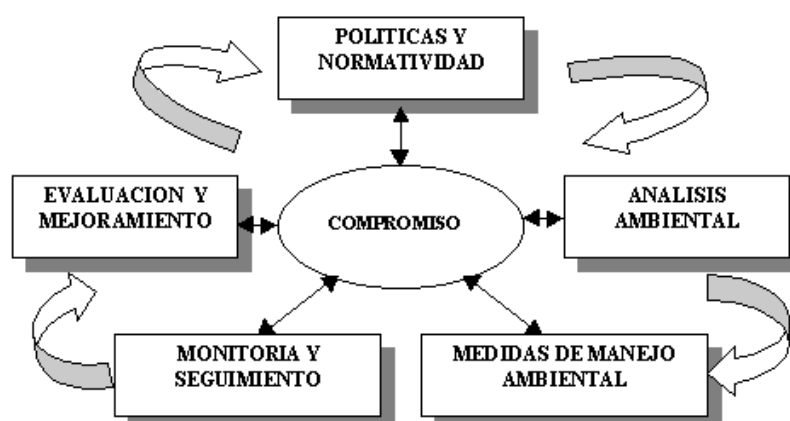 POLITICAS Y
NORMATIVIDAD
EVALUACION Y
MEJORAMIENTO
COMPROMISO
ANALISIS
AMBIENTAL
MONITORIA Y
SEGUIMIENTO
MEDIDAS DE MANEJO
AMBIENTAL